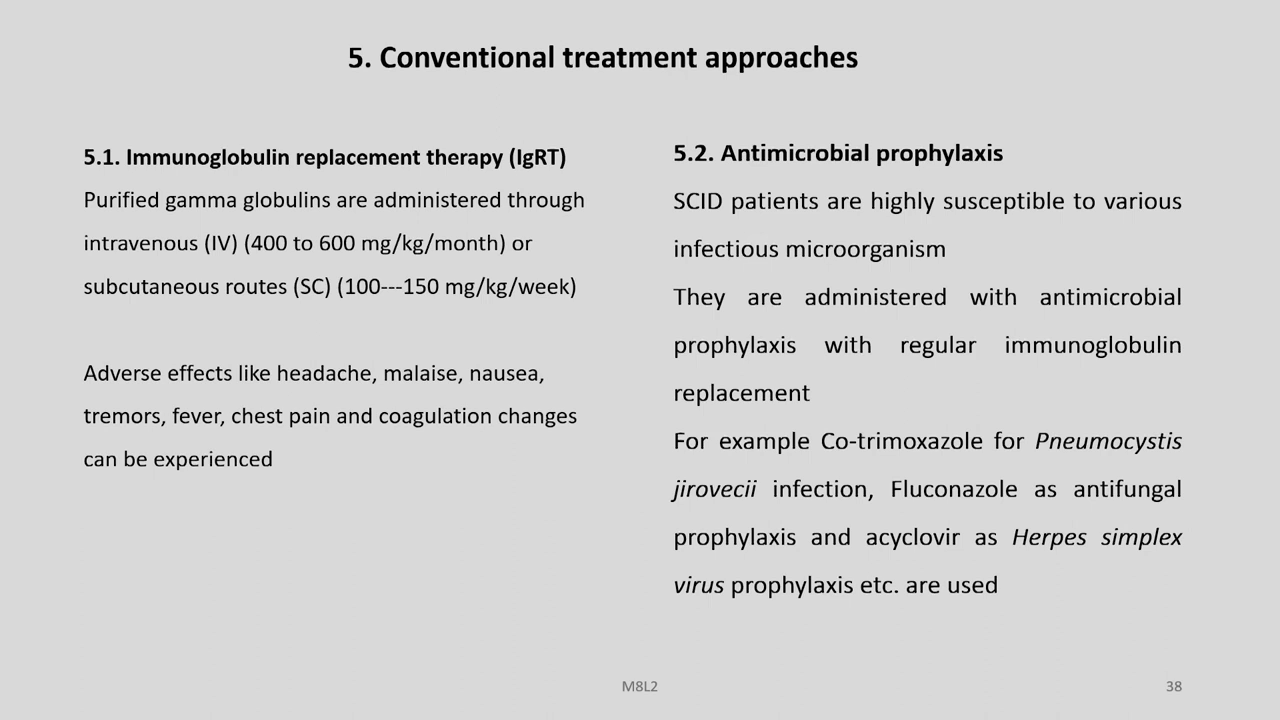 5. Conventional treatment approaches
5.1. Immunoglobulin replacement therapy (IgRT)
Purified gamma globulins are administered through
intravenous (IV) (400 to 600 mg/kg/month) or
subcutaneous routes (SC) (100---150 mg/kg/week)
Adverse effects like headache, malaise, nausea,
tremors, fever, chest pain and coagulation changes
can be experienced
5.2. Antimicrobial prophylaxis
SCID patients are highly susceptible to various
infectious microorganism
They are administered with antimicrobial
prophylaxis with regular immunoglobulin
replacement
For example Co-trimoxazole for Pneumocystis
jirovecii infection, Fluconazole as antifungal
prophylaxis and acyclovir as Herpes simplex
virus prophylaxis etc. are used
M8L2
38